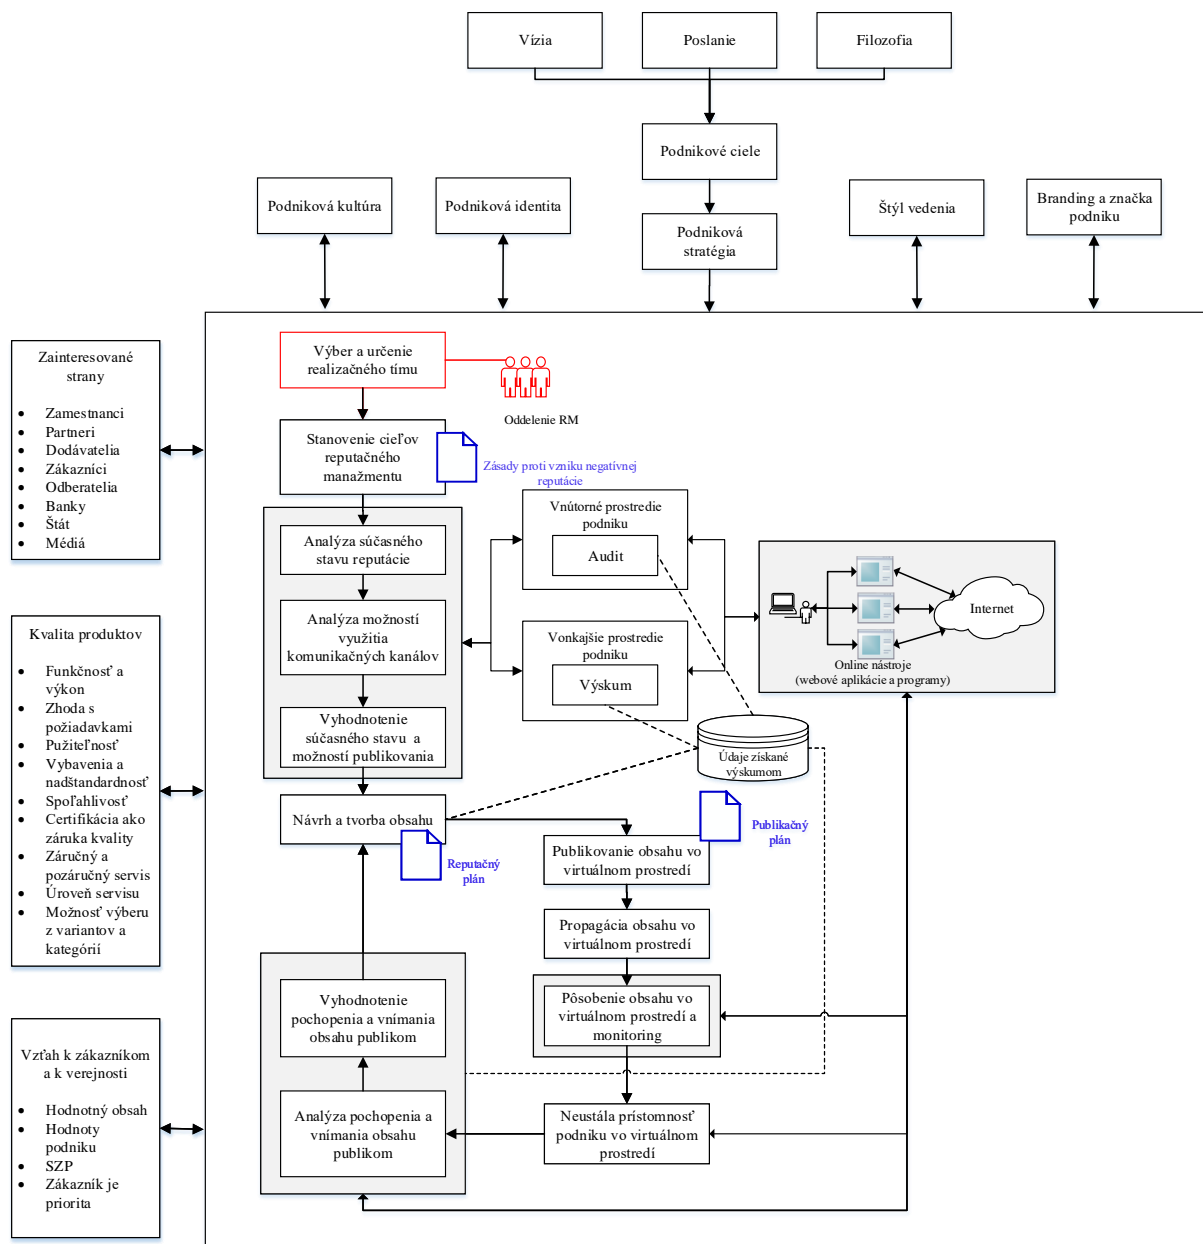 Vízia
Poslanie
Filozofia
Podnikové ciele
Podniková kultúra
Podniková identita
Podniková
stratégia
Štýl vedenia
Branding a značka
podniku
Zainteresované
strany
• Zamestnanci
• Partneri
• Dodávatelia
• Zákazníci
• Odberatelia
• Banky
• Štát
• Médiá
Kvalita produktov
• Funkčnosť a
výkon
• Zhoda s
požiadavkami
• Pužiteľnosť
• Vybavenia a
nadštandardnosť
• Spoľahlivosť
• Certifikácia ako
záruka kvality
• Záručný a
pozáručný servis
• Úroveň servisu
• Možnosť výberu
z variantov a
kategórií
Vzťah k zákazníkom
a k verejnosti
• Hodnotný obsah
• Hodnoty
podniku
• SZP
• Zákazník je
priorita
Výber a určenie
realizačného tímu
Oddelenie RM
Stanovenie cieľov
reputačného
manažmentu
Zásady proti vzniku negatívnej
reputácie
Analýza súčasného
stavu reputácie
Analýza možností
využitia
komunikačných kanálov
Vyhodnotenie
súčasného stavu a
možností publikovania
Vnútorné prostredie
podniku
Audit
Vonkajšie prostredie
podniku
Výskum
Internet
Online nástroje
(webové aplikácie a programy)
Údaje získané
výskumom
Návrh a tvorba obsahu
Reputačný
plán
Publikačný
plán
Publikovanie obsahu vo
virtuálnom prostredí
Propagácia obsahu vo
virtuálnom prostredí
Pôsobenie obsahu vo
virtuálnom prostredí a
monitoring
Neustála prístomnosť
podniku vo virtuálnom
prostredí
Vyhodnotenie
pochopenia a vnímania
obsahu publikom
Analýza pochopenia a
vnímania obsahu
publikom